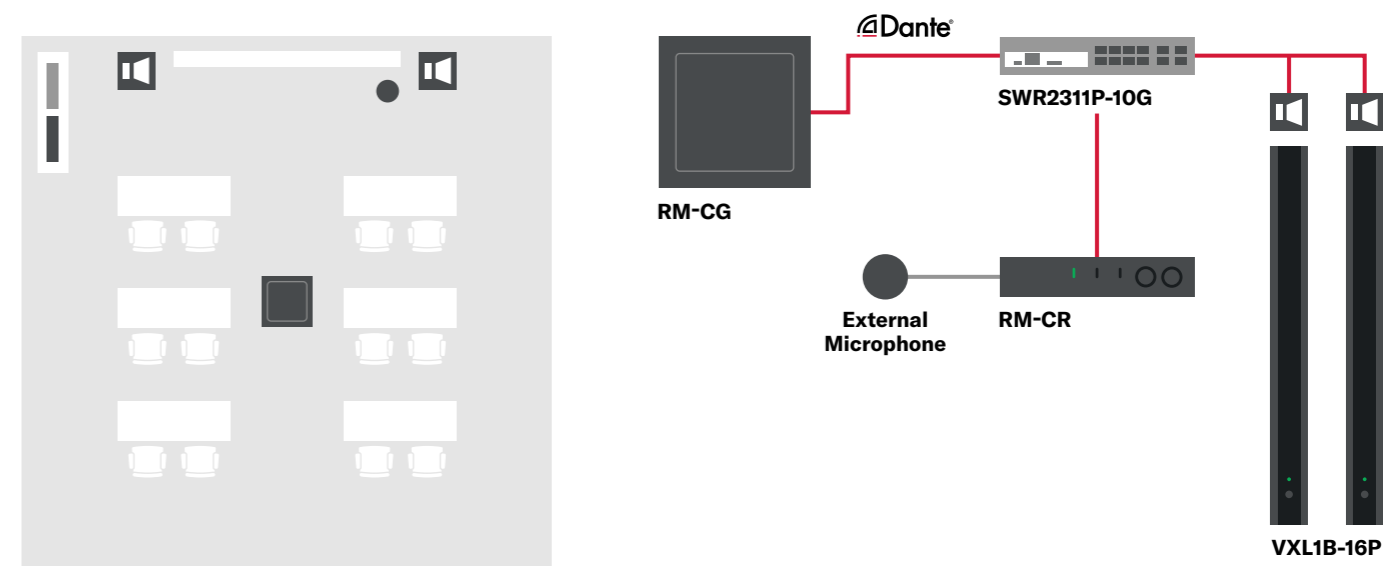 Dante®
SWR2311P-10G
RM-CG
External
Microphone
RM-CR
VXL1B-16P